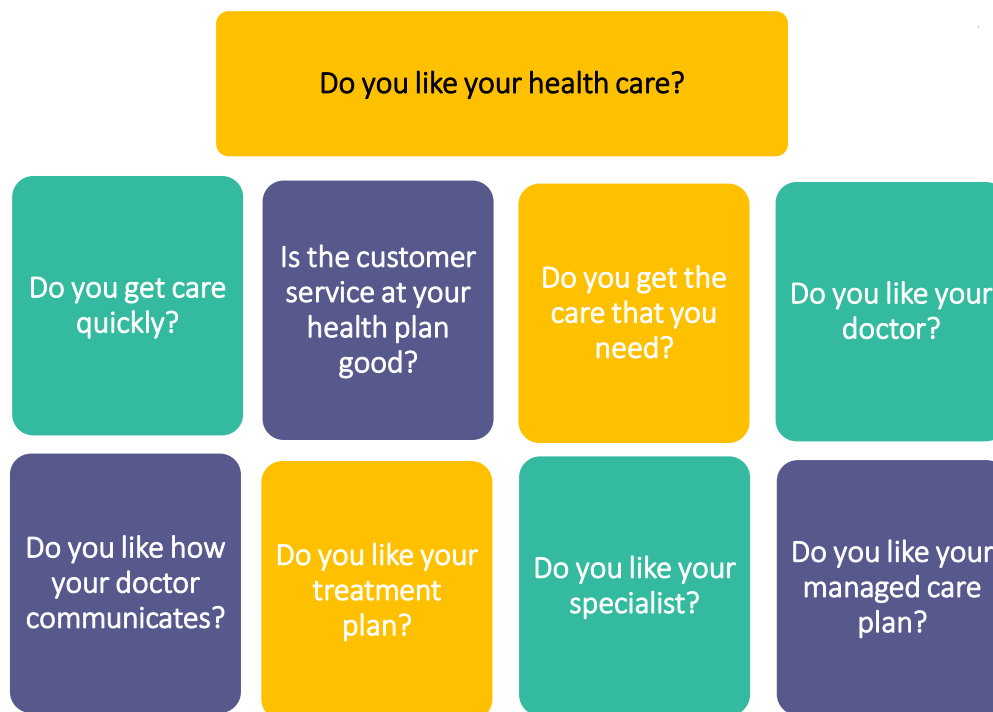 Do you like your health care?
Do you get care
quickly?
Is the customer
service at your
health plan
good?
Do you get the
care that you
need?
Do you like your
doctor?
Do you like how
your doctor
communicates?
Do you like your
treatment
plan?
Do you like your
specialist?
Do you like your
managed care
plan?